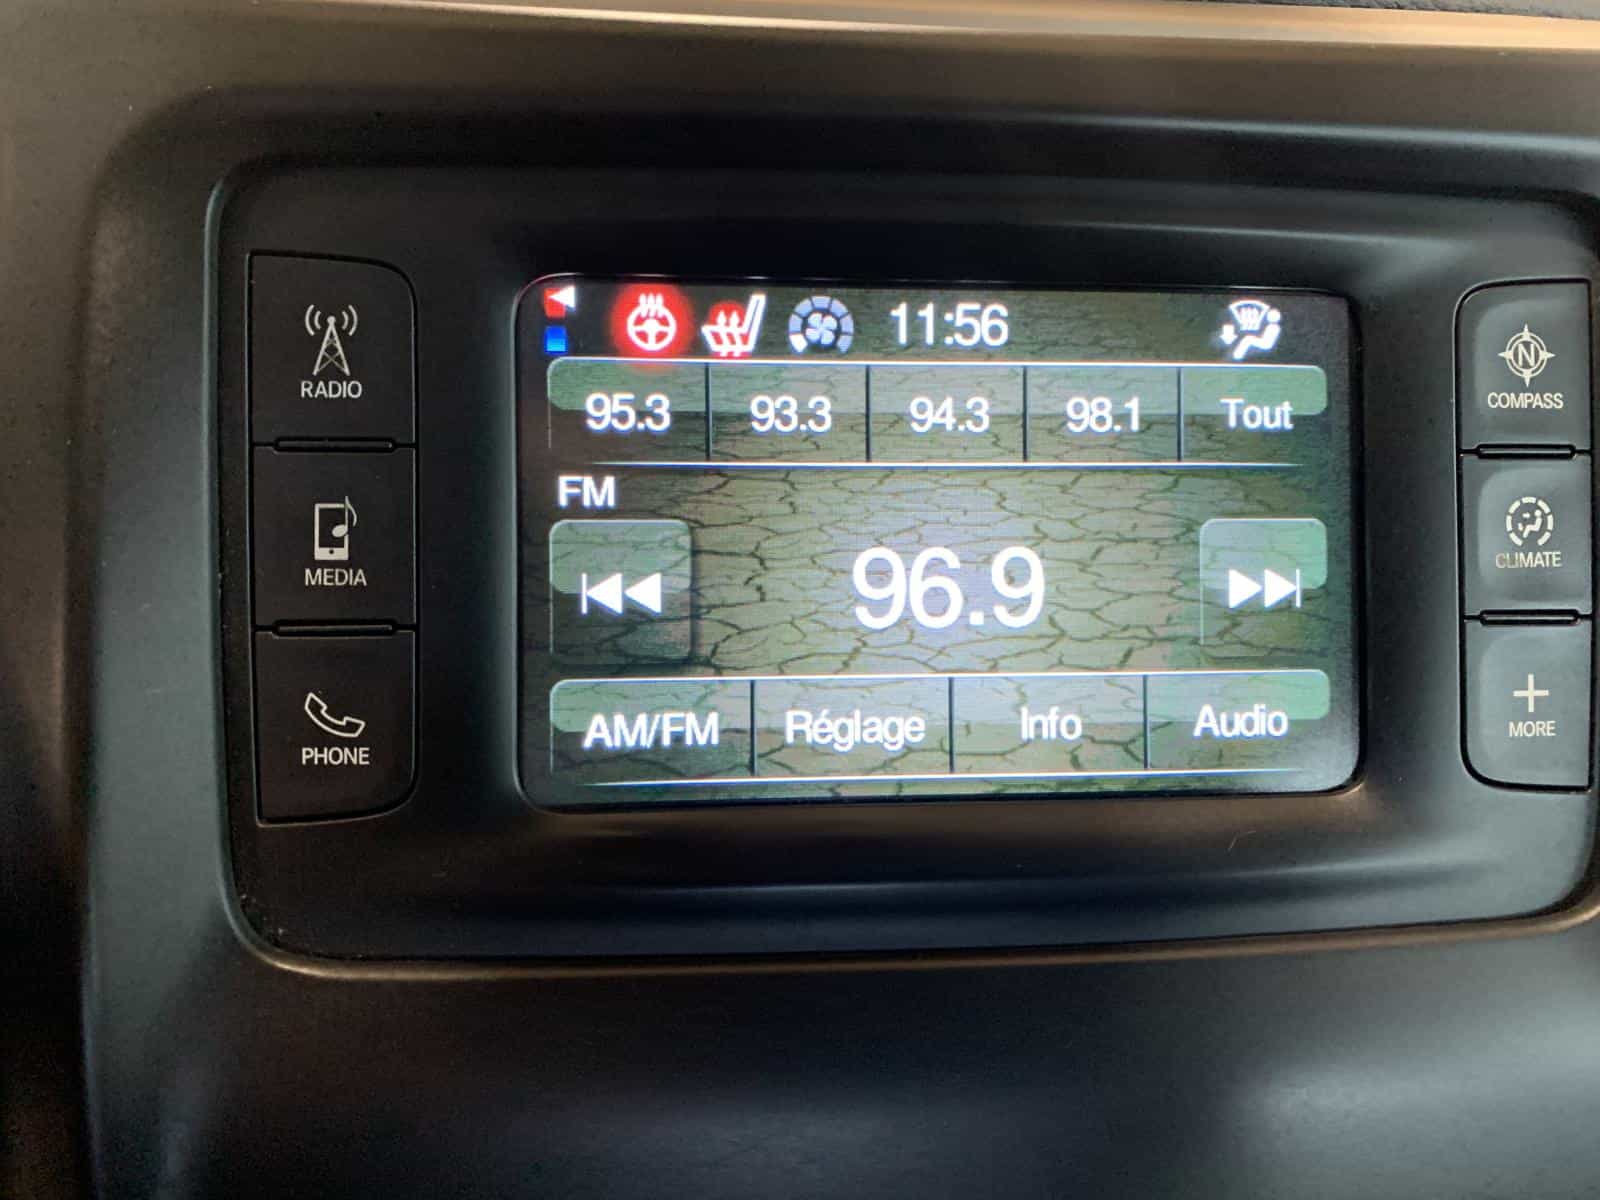 11:56
95.3 93.3 94.3 98.1 Tout
FM
96.9
AM/FM Réglage Info Audio
RADIO
MEDIA
PHONE
N
COMPASS
CLIMATE
MORE